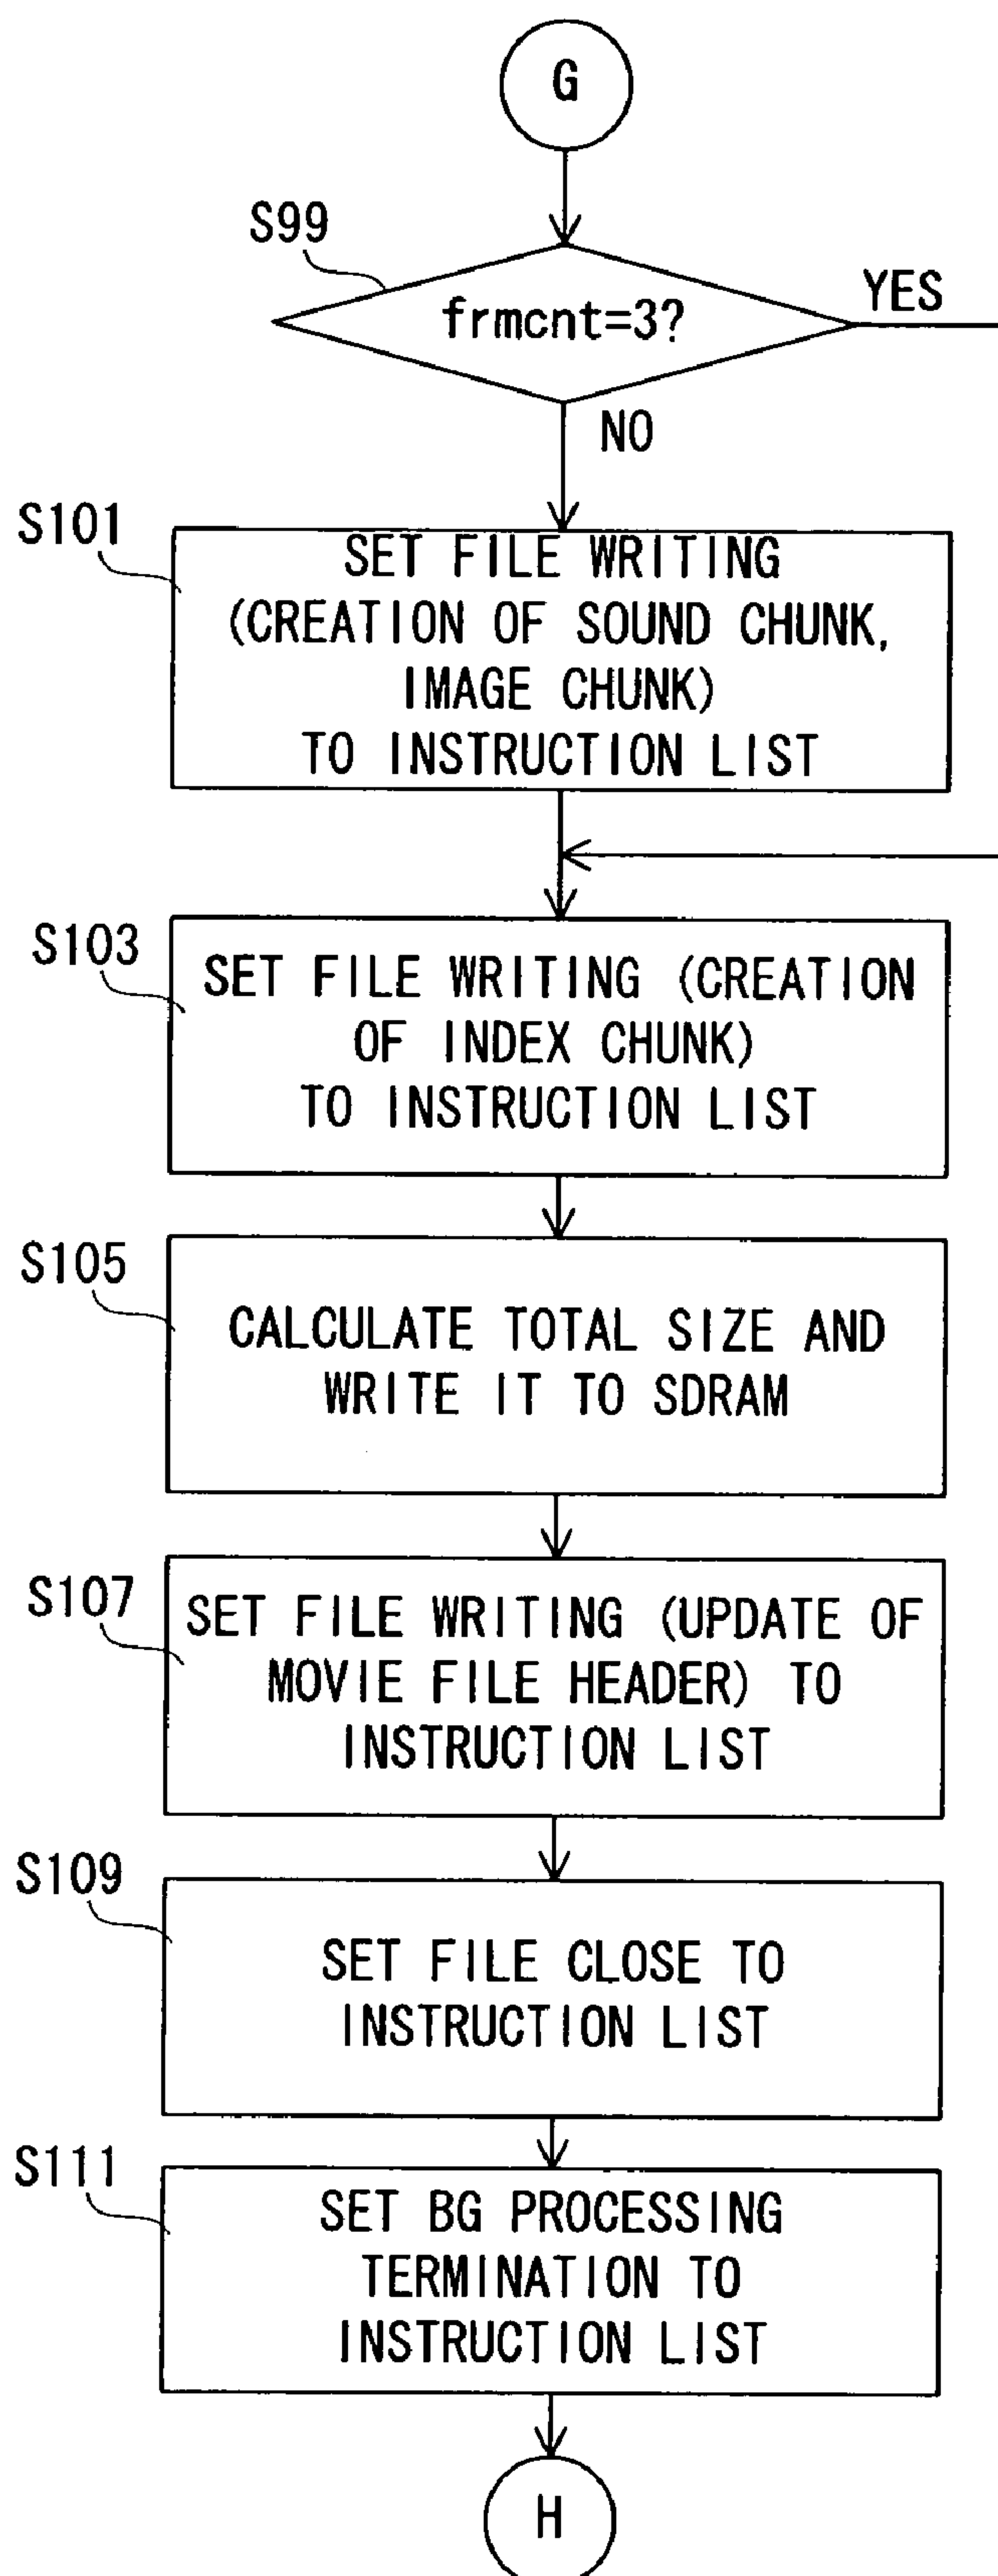 G
S99
frmcnt=3?
YES
NO
S101
SET FILE WRITING
(CREATION OF SOUND CHUNK,
IMAGE CHUNK)
TO INSTRUCTION LIST
S103
SET FILE WRITING (CREATION
OF INDEX CHUNK)
TO INSTRUCTION LIST
S105
CALCULATE TOTAL SIZE AND
WRITE IT TO SDRAM
S107
SET FILE WRITING (UPDATE OF
MOVIE FILE HEADER) TO
INSTRUCTION LIST
S109
SET FILE CLOSE TO
INSTRUCTION LIST
S111
SET BG PROCESSING
TERMINATION TO
INSTRUCTION LIST
H